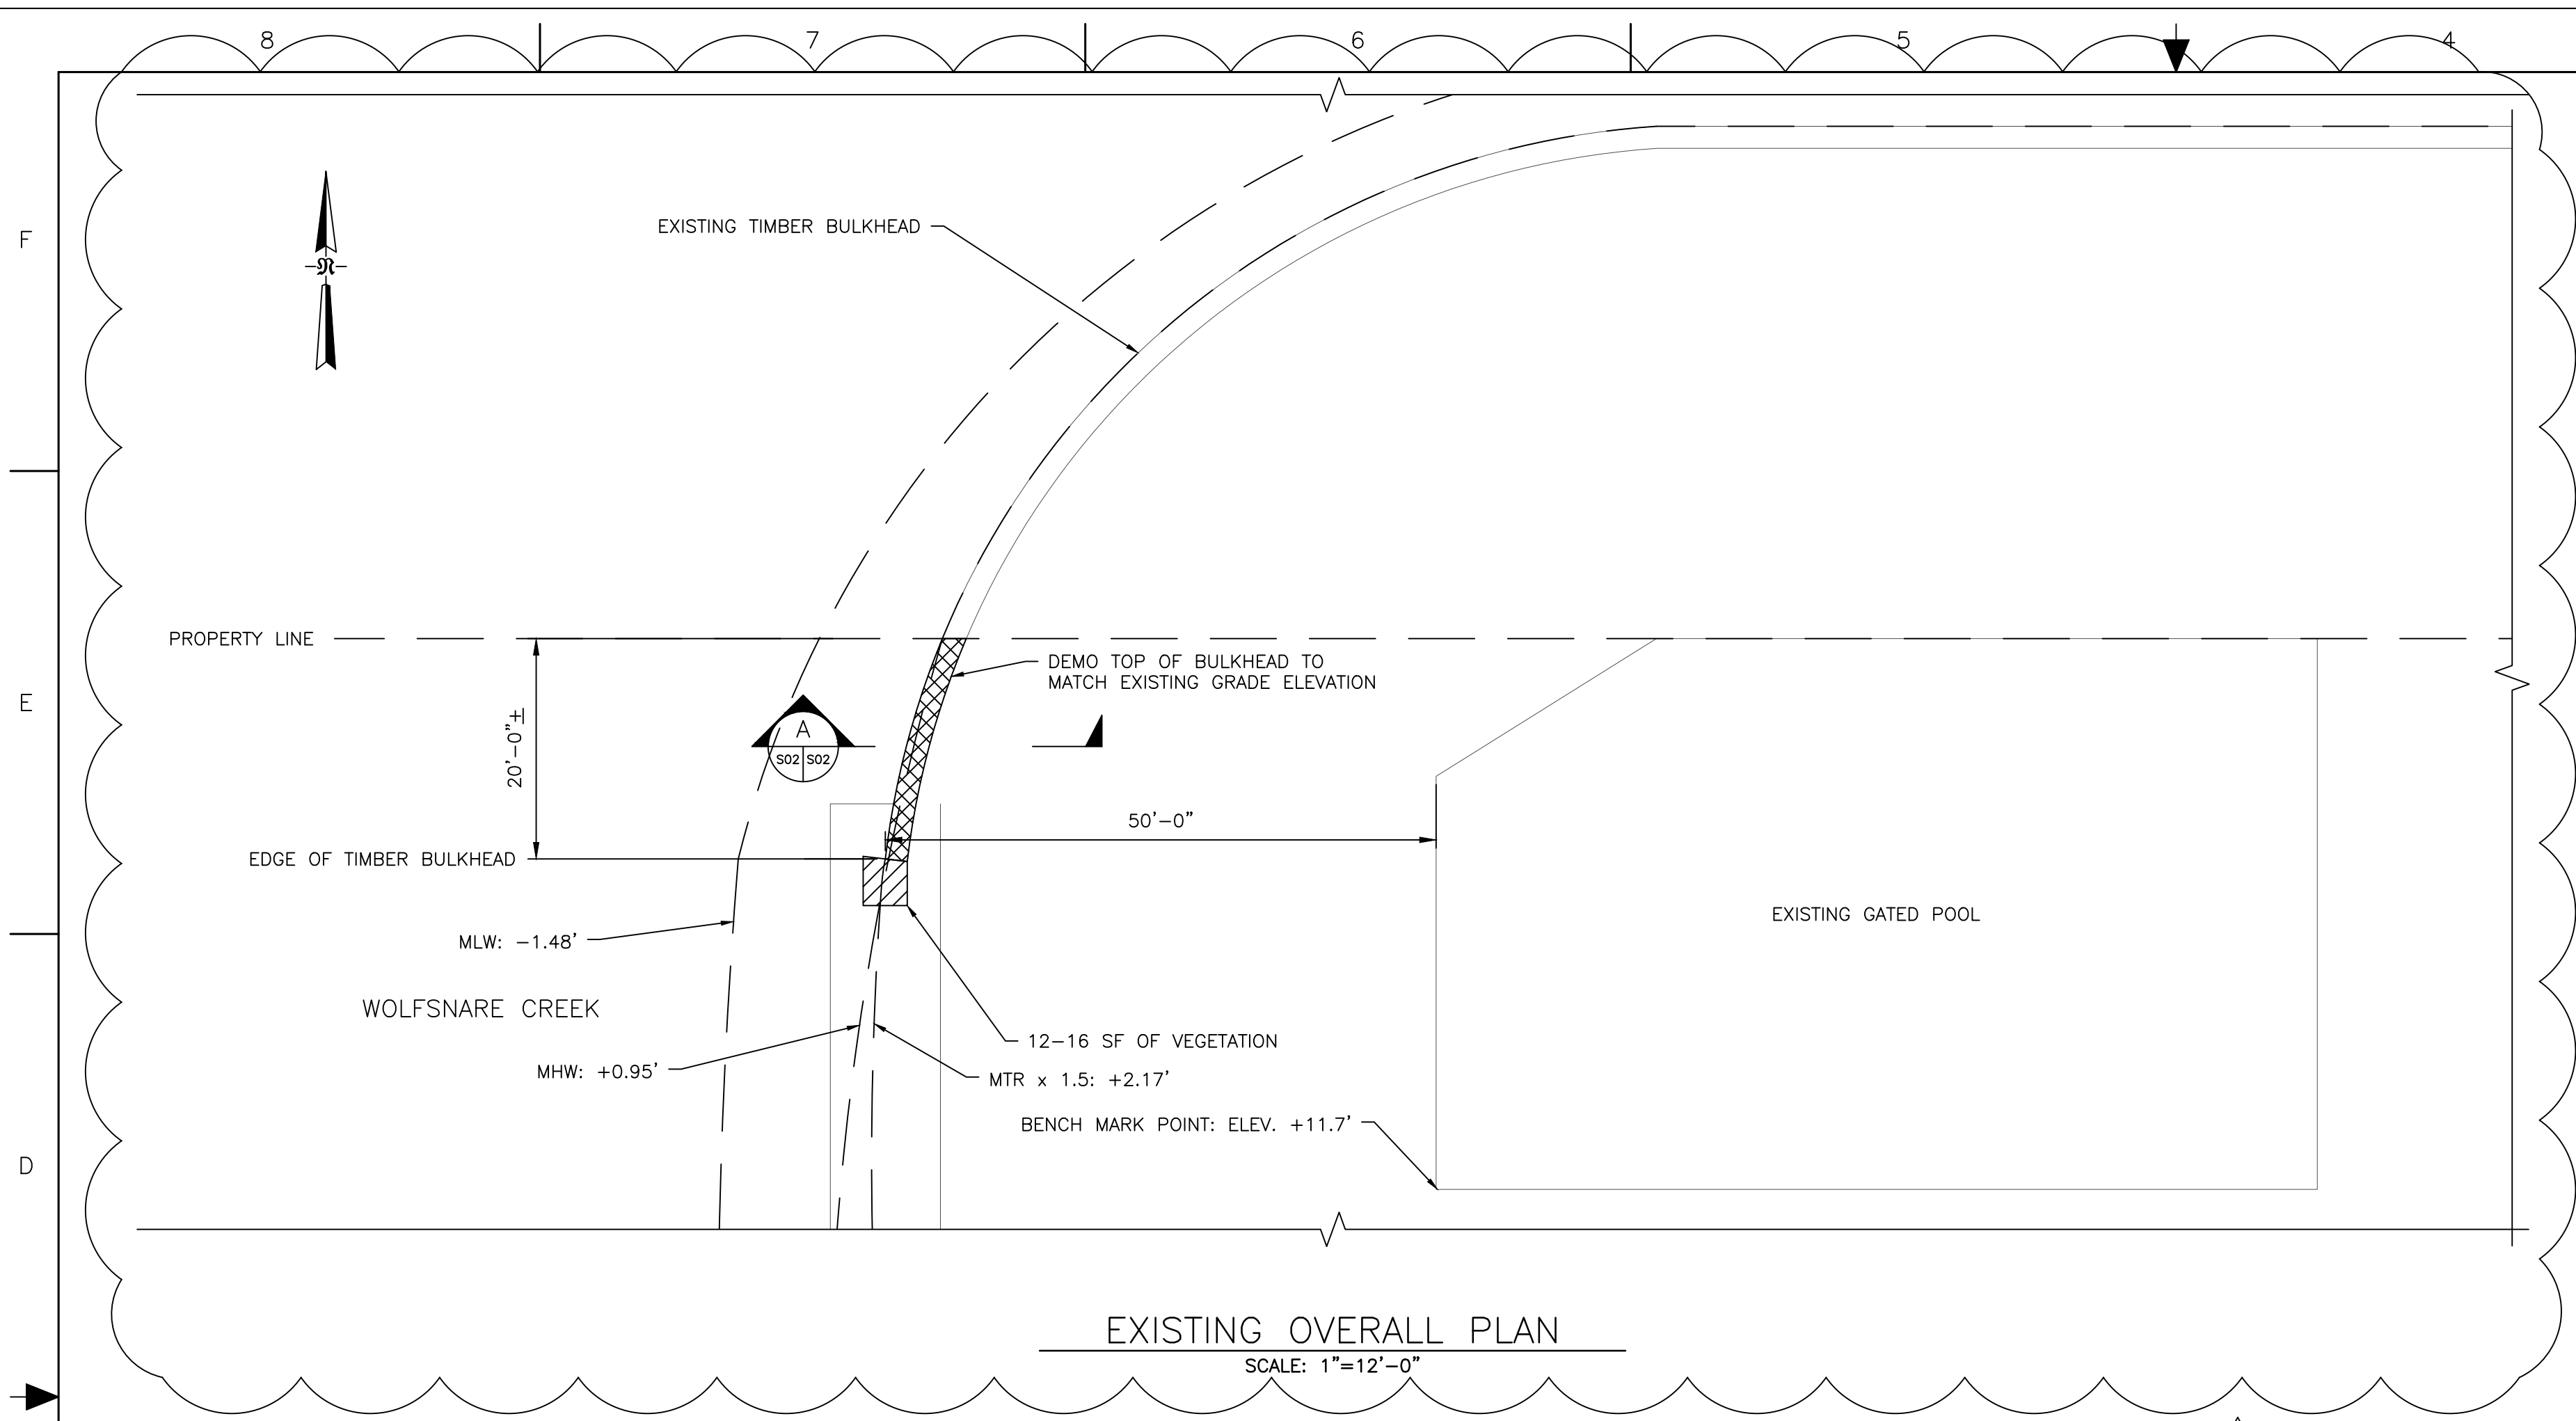 8 7 6 5 4
F
N
EXISTING TIMBER BULKHEAD
PROPERTY LINE
DEMO TOP OF BULKHEAD TO
MATCH EXISTING GRADE ELEVATION
E
20'-0"±
A
S02 S02
50'-0"
EDGE OF TIMBER BULKHEAD
EXISTING GATED POOL
MLW: -1.48'
WOLFSNARE CREEK
12-16 SF OF VEGETATION
MHW: +0.95'
MTR x 1.5: +2.17'
BENCH MARK POINT: ELEV. +11.7'
D
EXISTING OVERALL PLAN
SCALE: 1"=12'-0"